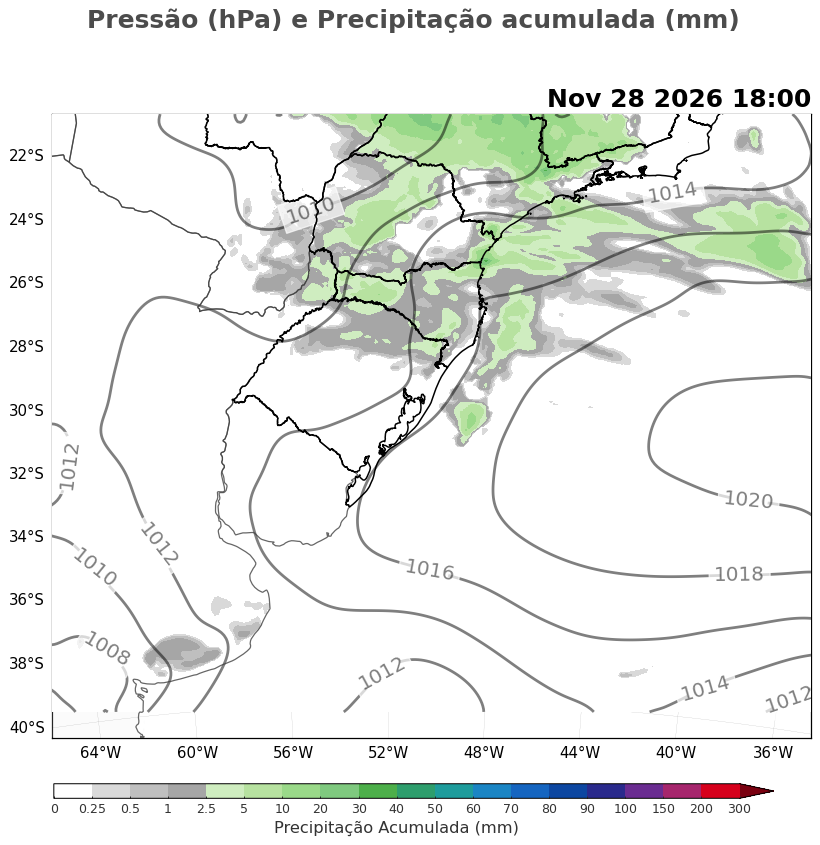 Pressão (hPa) e Precipitação acumulada (mm)
Nov 28 2026 18:00
22°S
24°S
26°S
28°S
30°S
32°S
34°S
36°S
38°S
40°S
1010
1014
1012
1020
1012
1010
1016
1018
1008
1012
1014
1012
64°W 60°W 56°W 52°W 48°W 44°W 40°W 36°W
0 0.25 0.5 1 2.5 5 10 20 30 40 50 60 70 80 90 100 150 200 300
Precipitação Acumulada (mm)